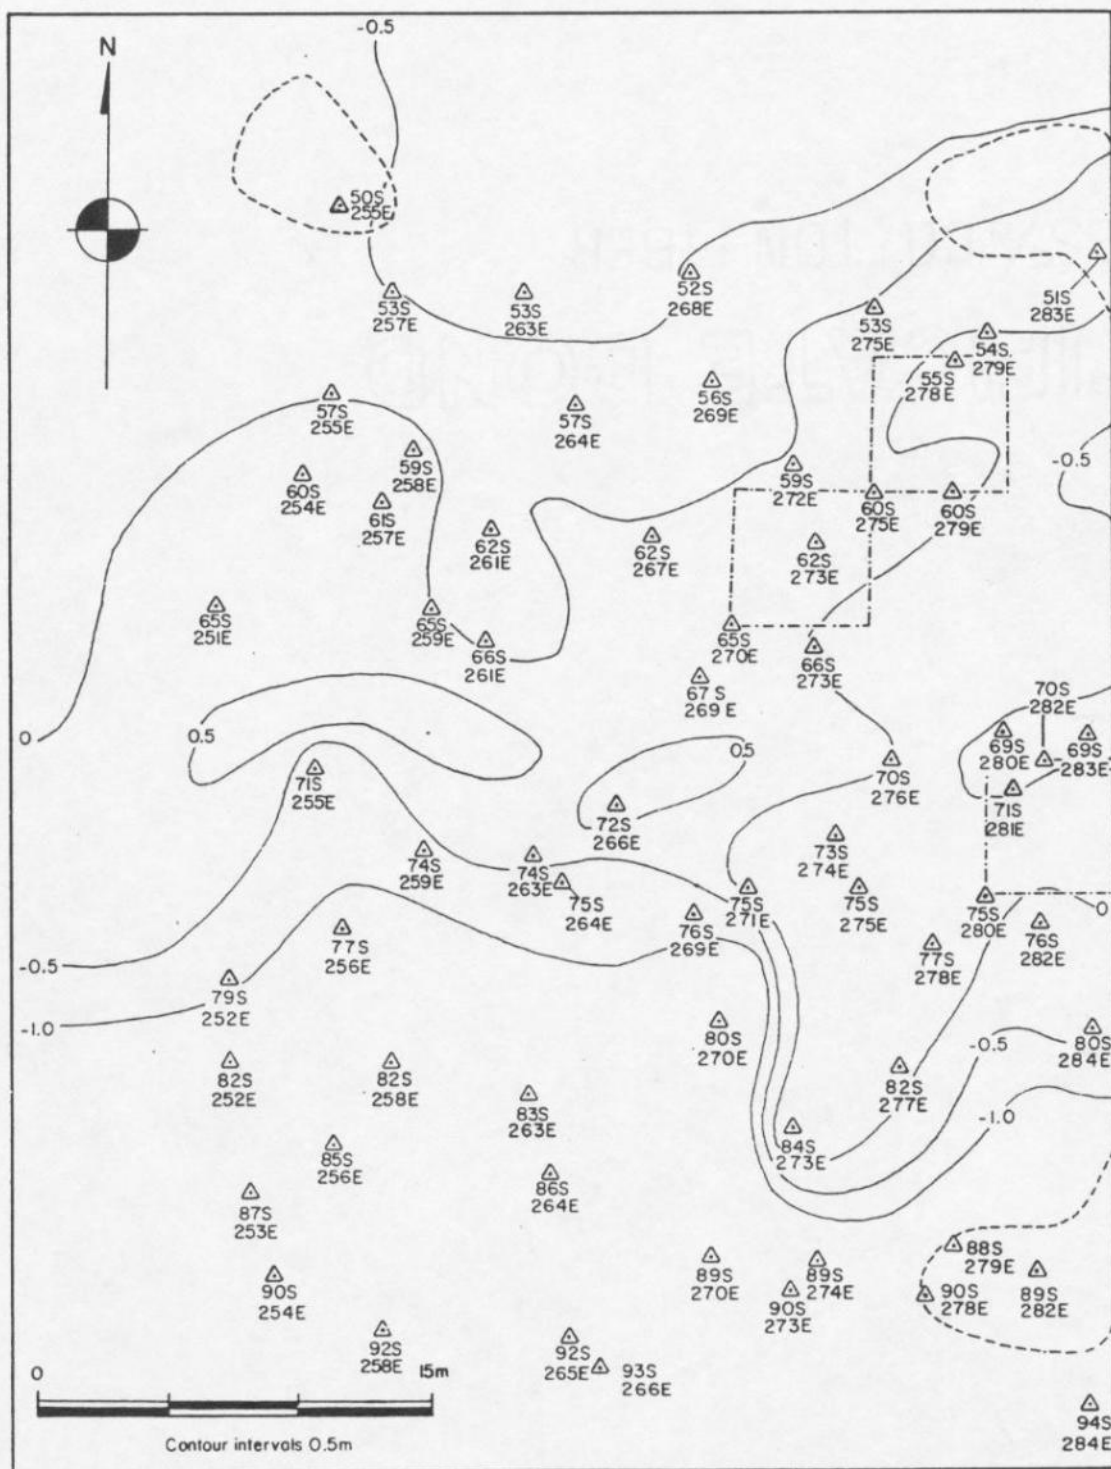 -0.5
N
50S
255E
53S
257E
53S
263E
52S
268E
51S
283E
53S
275E
54S
279E
55S
278E
56S
269E
57S
255E
57S
264E
59S
258E
-0.5
59S
272E
60S
254E
61S
257E
60S
275E
60S
279E
62S
261E
62S
267E
62S
273E
65S
251E
65S
259E
66S
261E
65S
270E
66S
273E
67S
269E
70S
282E
0
0.5
0.5
69S
280E
69S
283E
71S
255E
70S
276E
71S
281E
72S
266E
73S
274E
74S
259E
74S
263E
75S
264E
75S
271E
75S
275E
75S
280E
0
76S
269E
76S
282E
77S
256E
77S
278E
-0.5
79S
252E
-1.0
80S
270E
-0.5
80S
284E
82S
252E
82S
258E
82S
277E
83S
263E
-1.0
84S
273E
85S
256E
86S
264E
87S
253E
88S
279E
89S
270E
89S
274E
89S
282E
90S
254E
90S
273E
90S
278E
92S
258E
92S
265E
93S
266E
0
15m
94S
284E
Contour intervals 0.5m